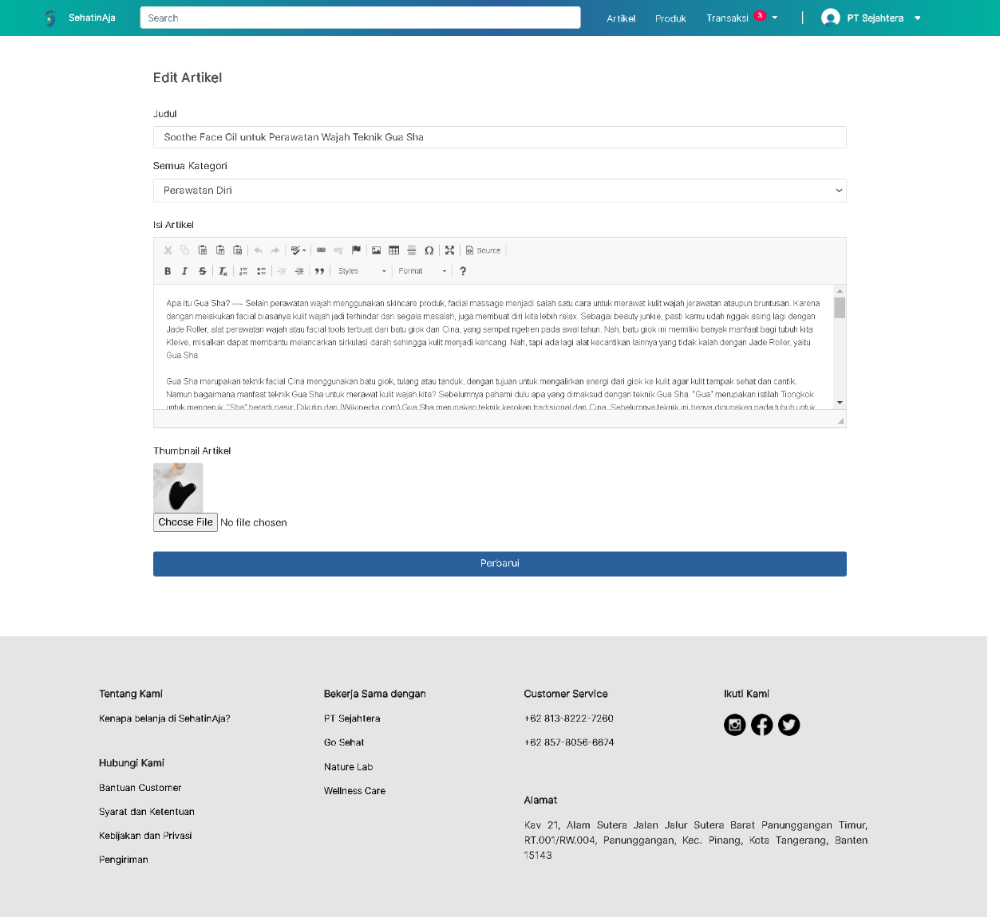 SehatinAja
Search
Artikel
Produk
Transaksi 3
PT Sejahtera
Edit Artikel
Judul
Soothe Face Oil untuk Perawatan Wajah Teknik Gua Sha
Semua Kategori
Perawatan Diri
Isi Artikel
Source
Styles
Format
?
Apa itu Gua Sha? —- Selain perawatan wajah menggunakan skincare produk, facial massage menjadi salah satu cara untuk merawat kulit wajah jerawatan ataupun bruntusan. Karena
dengan melakukan facial biasanya kulit wajah jadi terhindar dari segala masalah, juga membuat diri kita lebih relax. Sebagai beauty junkie, pasti kamu udah nggak asing lagi dengan
Jade Roller, alat perawatan wajah atau facial tools terbuat dari batu giok dari Cina, yang sempat ngetren pada awal tahun. Nah, batu giok ini memiliki banyak manfaat bagi tubuh kita
Kleive, misalkan dapat membantu melancarkan sirkulasi darah sehingga kulit menjadi kencang. Nah, tapi ada lagi alat kecantikan lainnya yang tidak kalah dengan Jade Roller, yaitu
Gua Sha.
Gua Sha merupakan teknik facial Cina menggunakan batu giok, tulang atau tanduk, dengan tujuan untuk mengalirkan energi dari giok ke kulit agar kulit tampak sehat dan cantik.
Namun bagaimana manfaat teknik Gua Sha untuk merawat kulit wajah kita? Sebelumnya pahami dulu apa yang dimaksud dengan teknik Gua Sha. "Gua" merupakan istilah Tiongkok
untuk mengeruk, "Sha" berarti pasir. Dikutip dari (Wikipedia.com) Gua Sha merupakan teknik kerokan tradisional dari Cina. Sebelumnya teknik ini hanya digunakan pada tubuh untuk
Thumbnail Artikel
Choose File No file chosen
Perbarui
Tentang Kami
Kenapa belanja di SehatinAja?
Hubungi Kami
Bantuan Customer
Syarat dan Ketentuan
Kebijakan dan Privasi
Pengiriman
Bekerja Sama dengan
PT Sejahtera
Go Sehat
Nature Lab
Wellness Care
Customer Service
+62 813-8222-7260
+62 857-8056-6674
Ikuti Kami
Alamat
Kav 21, Alam Sutera Jalan Jalur Sutera Barat Panunggangan Timur,
RT.001/RW.004, Panunggangan, Kec. Pinang, Kota Tangerang, Banten
15143